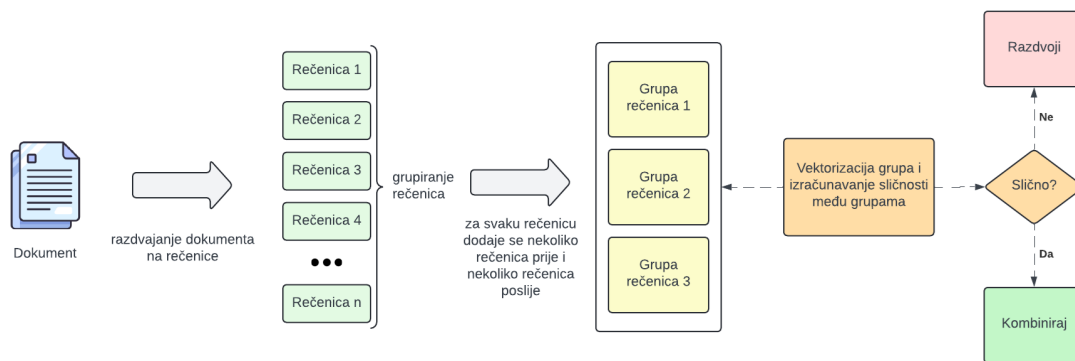 Dokument
razdvajanje dokumenta
na rečenice
Rečenica 1
Rečenica 2
Rečenica 3
Rečenica 4
Rečenica n
grupiranje
rečenica
za svaku rečenicu
dodaje se nekoliko
rečenica prije i
nekoliko rečenica
poslije
Grupa
rečenica 1
Grupa
rečenica 2
Grupa
rečenica 3
Vektorizacija grupa i
izračunavanje sličnosti
među grupama
Slično?
Ne
Razdvoji
Da
Kombiniraj